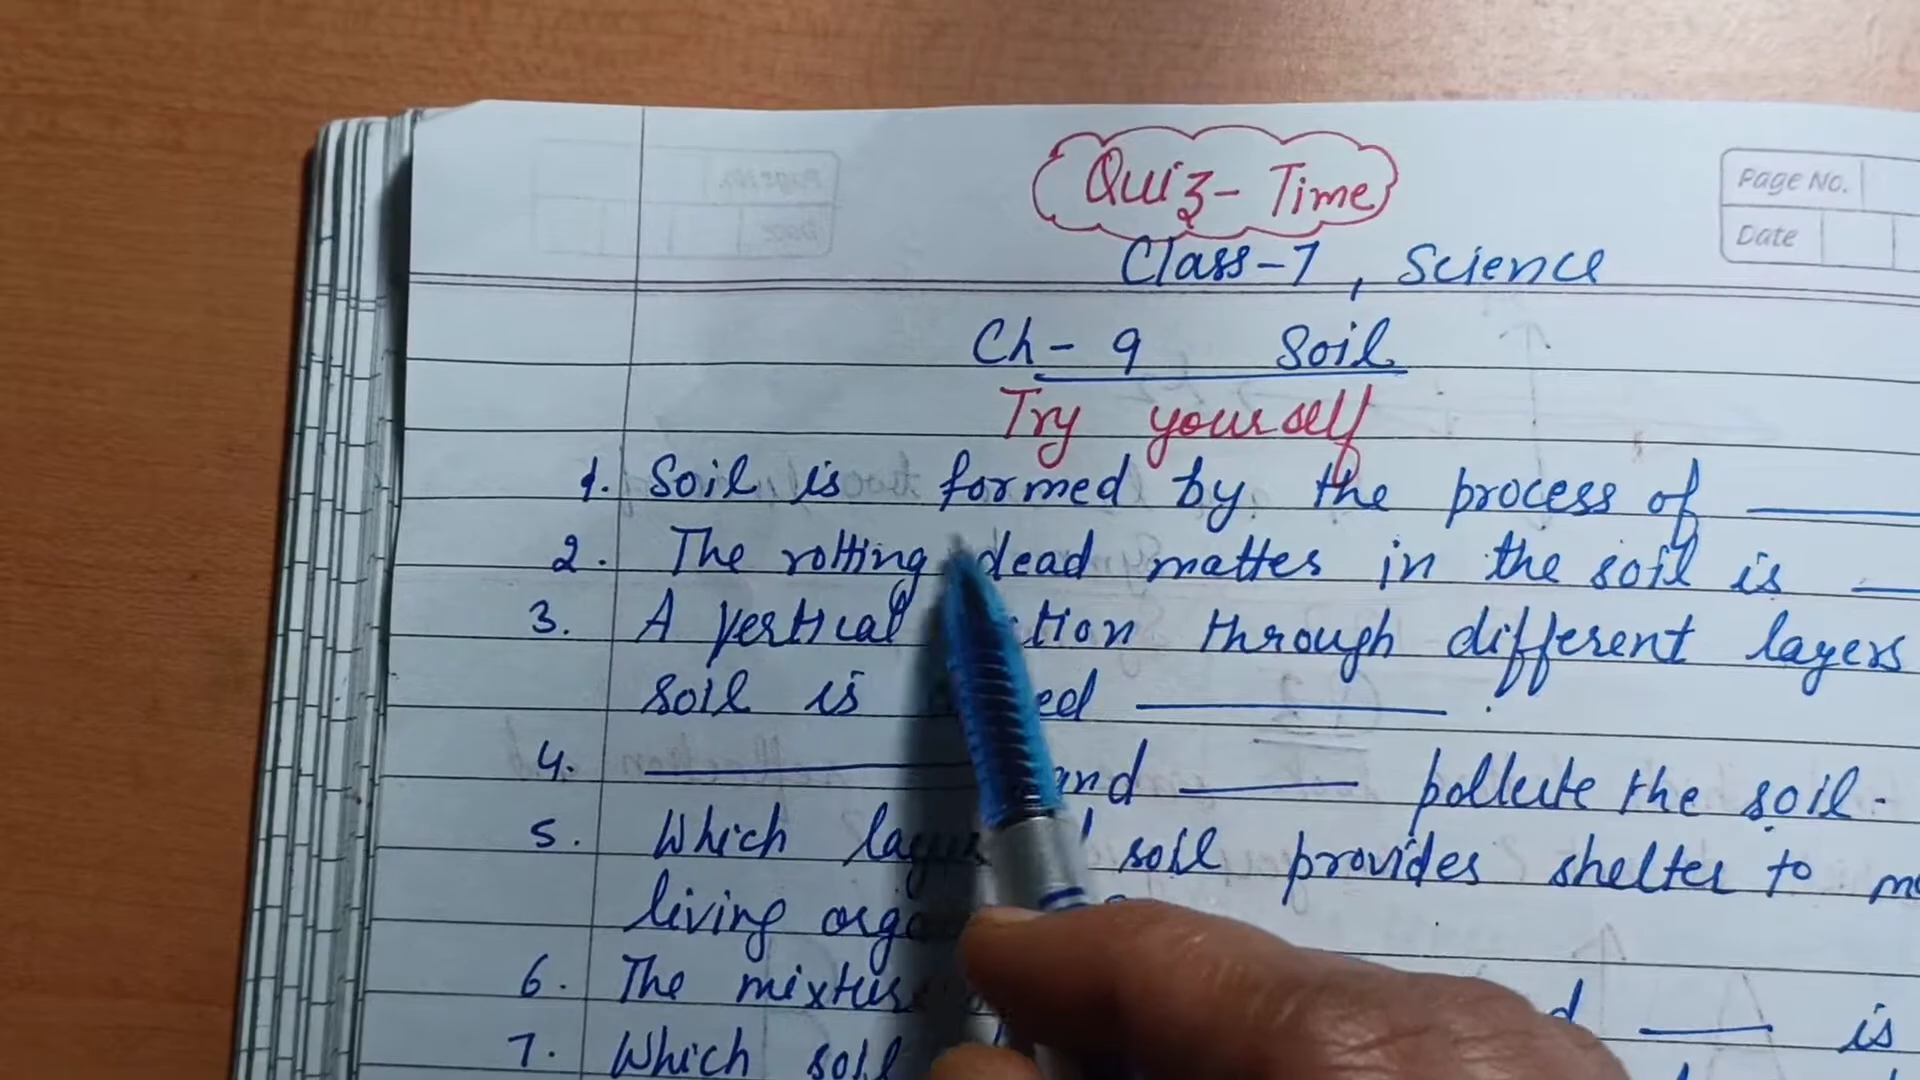 Quiz-Time
Page No.
Date
Class-7, Science
Ch-9 Soil
Try yourself
1. Soil is formed by the process of
2. The rotting dead matter in the soil is
3. A vertical through different layers
soil is
4. and pollute the soil.
5. Which soil provides shelter to
living
6. The mixture is
7. Which soil